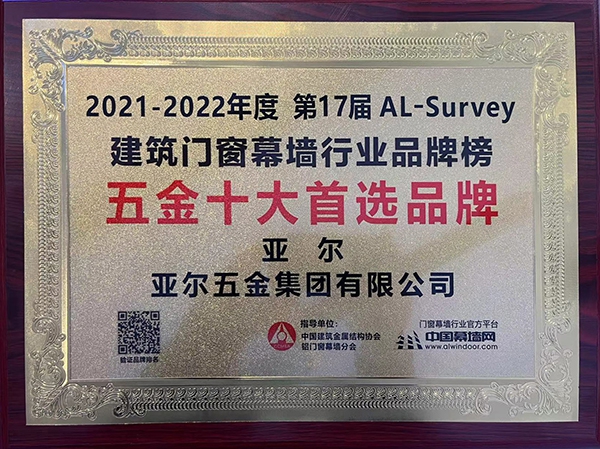 2021-2022年度 第17届 AL-Survey
建筑门窗幕墙行业品牌榜
五金十大首选品牌
亚尔
亚尔五金集团有限公司
验证品牌排名
指导单位：
中国建筑金属结构协会
铝门窗幕墙分会
门窗幕墙行业官方平台
中国幕墙网
www.alwindoor.com